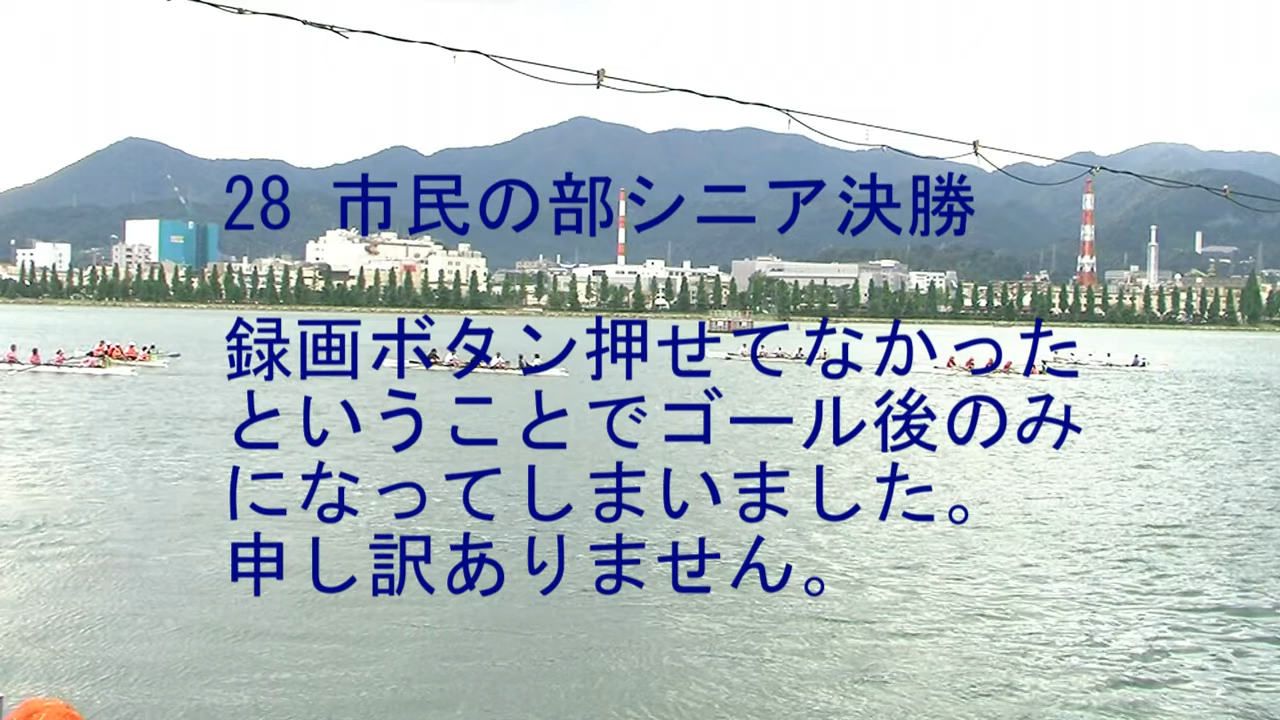 28 市民の部シニア決勝
録画ボタン押せてなかった
ということでゴール後のみ
になってしまいました。
申し訳ありません。